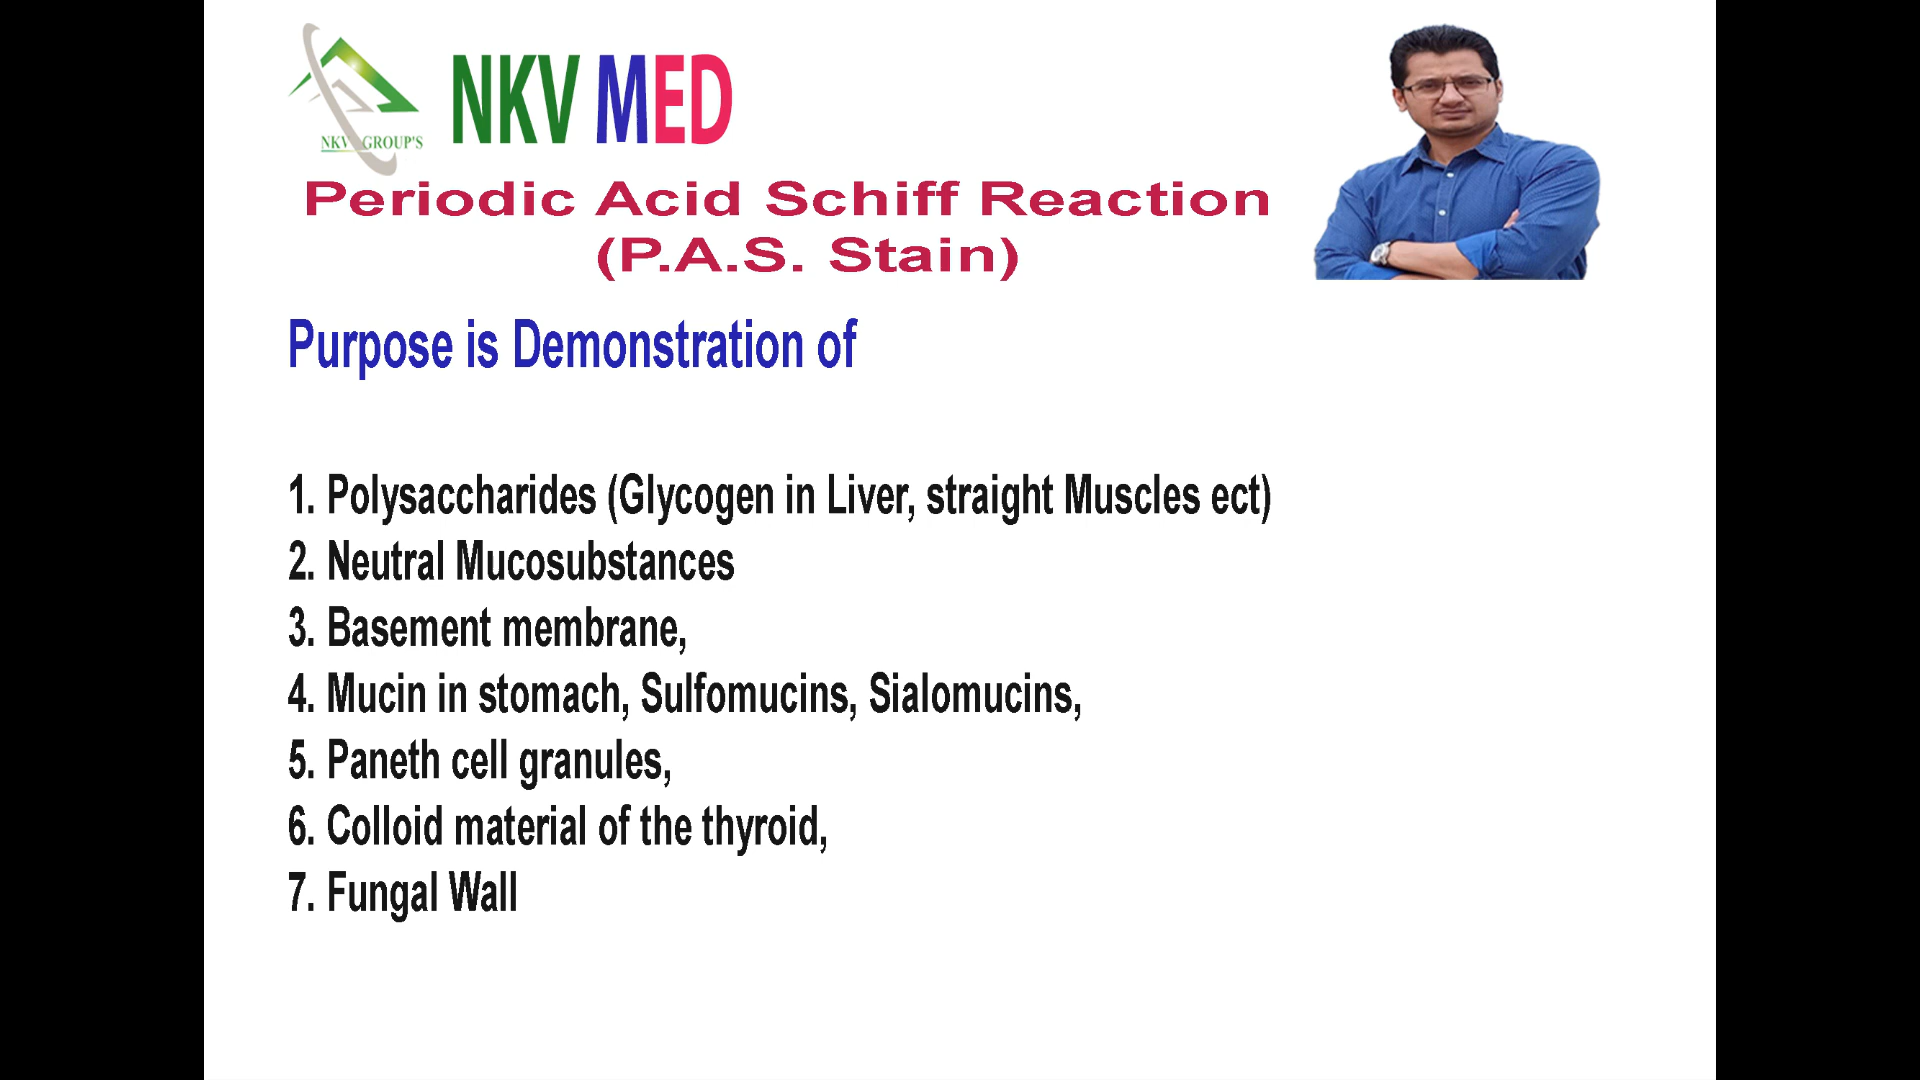 NKV GROUP'S
NKV MED
Periodic Acid Schiff Reaction
(P.A.S. Stain)
Purpose is Demonstration of
1. Polysaccharides (Glycogen in Liver, straight Muscles ect)
2. Neutral Mucosubstances
3. Basement membrane,
4. Mucin in stomach, Sulfomucins, Sialomucins,
5. Paneth cell granules,
6. Colloid material of the thyroid,
7. Fungal Wall